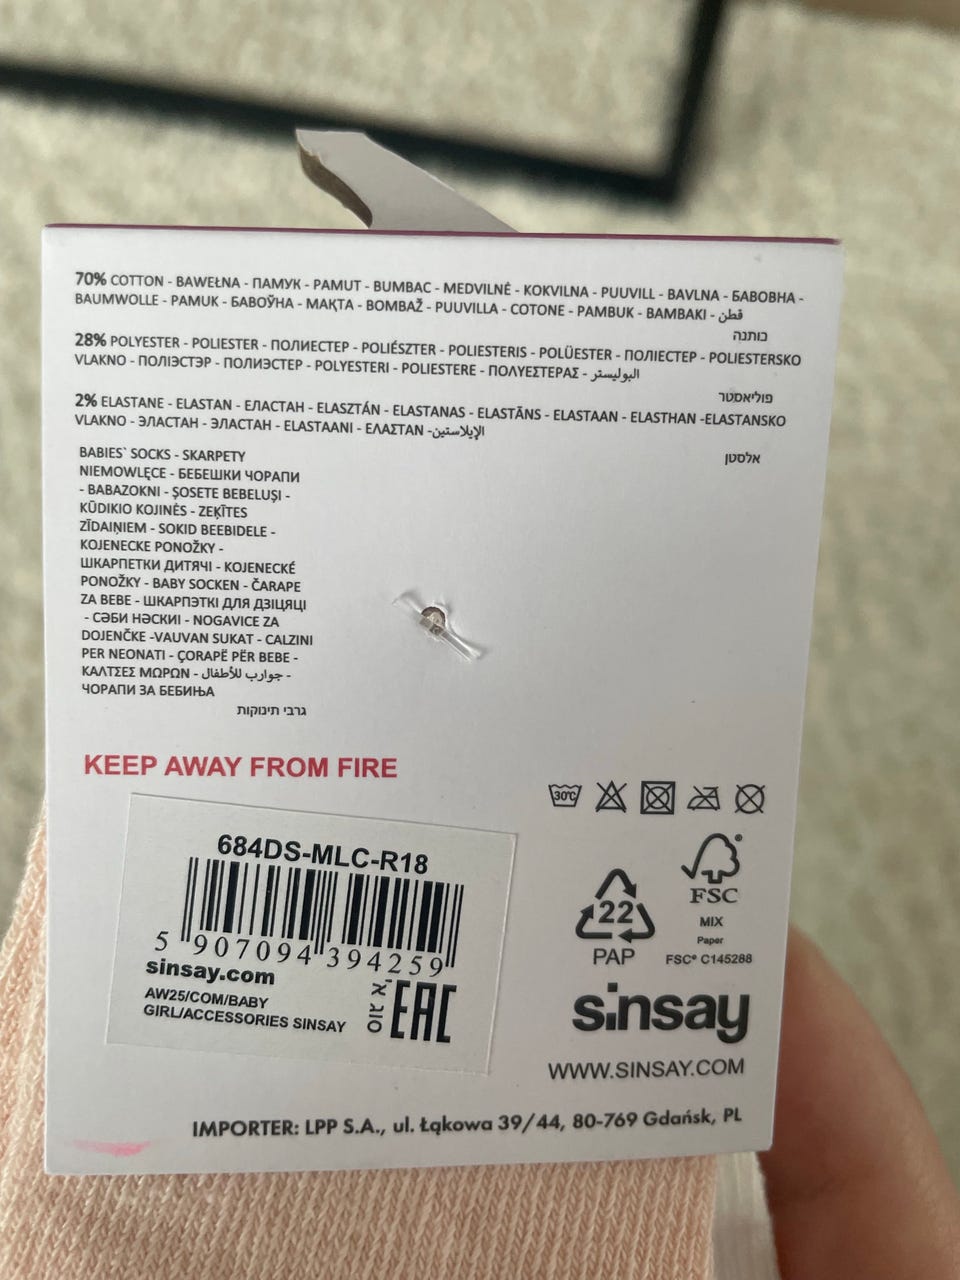 70% COTTON - BAWEŁNA - ПАМУК - PAMUT - BUMBAC - MEDVILNĖ - KOKVILNA - PUUVILL - BAVLNA - БАВОВНА -
BAUMWOLLE - PAMUK - БАВОЎНА - МАҚТА - BOMBAŽ - PUUVILLA - COTONE - PAMBUK - BAMBAKI - قطن
כותנה
28% POLYESTER - POLIESTER - ПОЛИЕСТЕР - POLIÉSZTER - POLIESTERIS - POLÜESTER - ПОЛІЕСТЕР - POLIESTERSKO
VLAKNO - ПОЛІЭСТЭР - ПОЛИЭСТЕР - POLYESTERI - POLIESTERE - ΠΟΛΥΕΣΤΕΡΑΣ - البوليستر
פוליאסטר
2% ELASTANE - ELASTAN - ЕЛАСТАН - ELASZTÁN - ELASTANAS - ELASTĀNS - ELASTAAN - ELASTHAN -ELASTANSKO
VLAKNO - ЭЛАСТАН - ЭЛАСТАН - ELASTAANI - ΕΛΑΣΤΑΝ -الإيلاستين
אלסטן
BABIES` SOCKS - SKARPETY
NIEMOWLĘCE - БЕБЕШКИ ЧОРАПИ
- BABAZOKNI - ŞOSETE BEBELUŞI -
KŪDIKIO KOJINĖS - ZEĶĪTES
ZĪDAIŅIEM - SOKID BEEBIDELE -
KOJENECKE PONOŽKY -
ШКАРПЕТКИ ДИТЯЧІ - KOJENECKÉ
PONOŽKY - BABY SOCKEN - ČARAPE
ZA BEBE - ШКАРПЭТКІ ДЛЯ ДЗІЦЯЦІ
- СӘБИ НӘСКИІ - NOGAVICE ZA
DOJENČKE -VAUVAN SUKAT - CALZINI
PER NEONATI - ÇORAPË PËR BEBE -
ΚΑΛΤΣΕΣ ΜΩΡΩΝ - جوارب للأطفال -
ЧОРАПИ ЗА БЕБИЊА
גרבי תינוקות
KEEP AWAY FROM FIRE
30°C
684DS-MLC-R18
5 907094 394259
sinsay.com
AW25/COM/BABY
GIRL/ACCESSORIES SINSAY
סוג א'
EAC
22
PAP
FSC®
MIX
Paper
FSC® C145288
sinsay
WWW.SINSAY.COM
IMPORTER: LPP S.A., ul. Łąkowa 39/44, 80-769 Gdańsk, PL